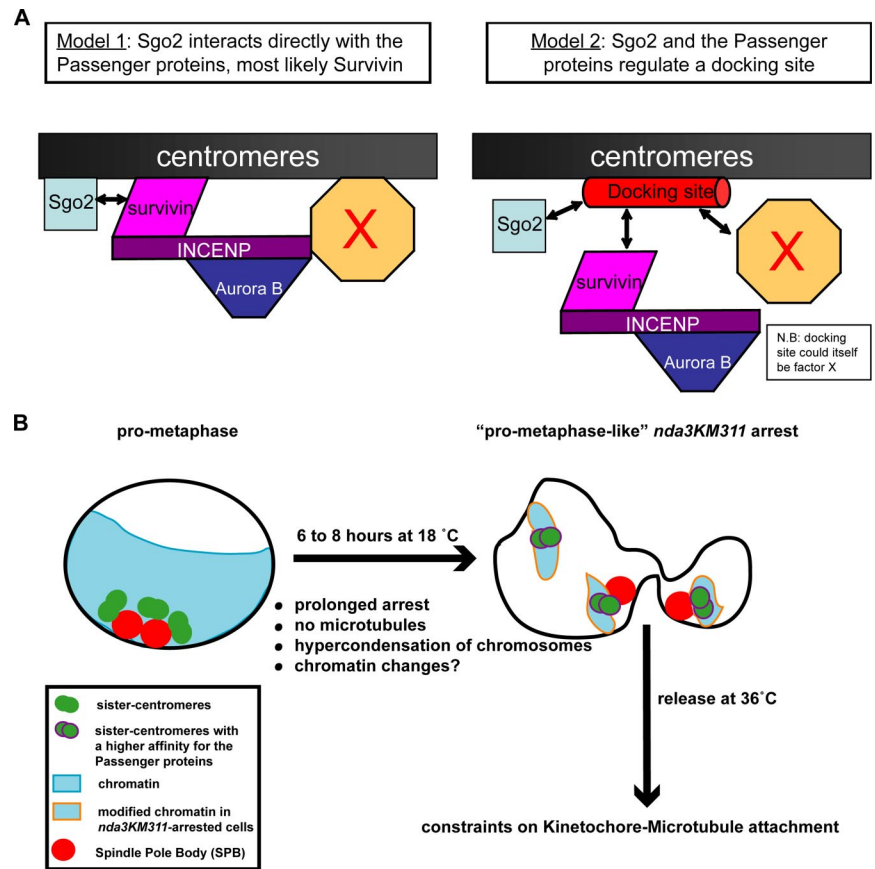 A
Model 1: Sgo2 interacts directly with the
Passenger proteins, most likely Survivin
Model 2: Sgo2 and the Passenger
proteins regulate a docking site
centromeres
Sgo2
survivin
INCENP
Aurora B
X
centromeres
Docking site
Sgo2
survivin
INCENP
Aurora B
X
N.B: docking
site could itself
be factor X
B
pro-metaphase
“pro-metaphase-like” nda3KM311 arrest
6 to 8 hours at 18 ˚C
• prolonged arrest
• no microtubules
• hypercondensation of chromosomes
• chromatin changes?
release at 36˚C
constraints on Kinetochore-Microtubule attachment
sister-centromeres
sister-centromeres with
a higher affinity for the
Passenger proteins
chromatin
modified chromatin in
nda3KM311-arrested cells
Spindle Pole Body (SPB)